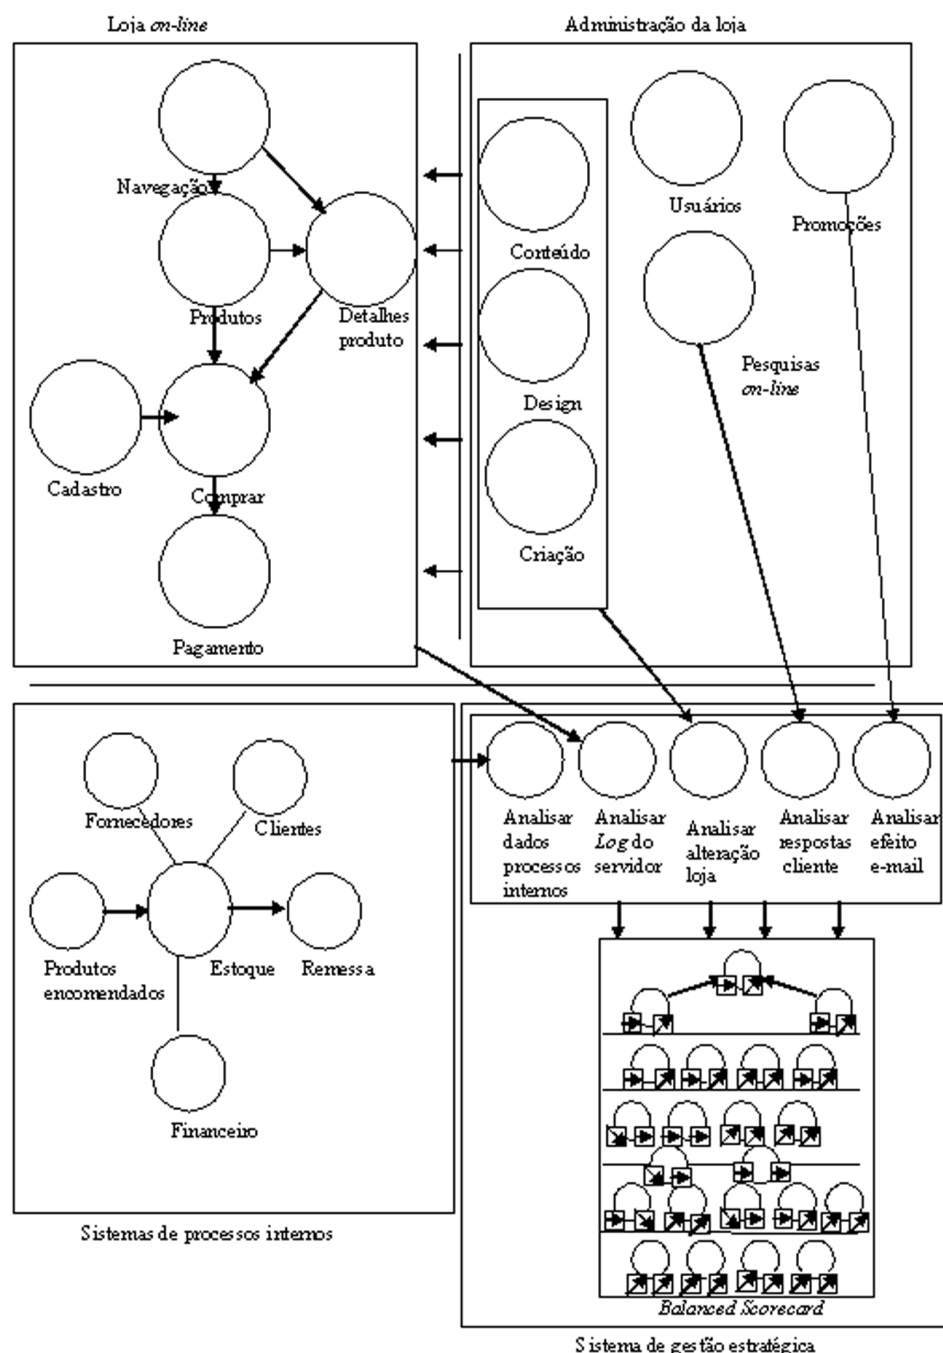 Loja on-line
Administração da loja
Navegação
Produtos
Detalhes
produto
Cadastro
Comprar
Pagamento
Conteúdo
Design
Criação
Usuários
Promoções
Pesquisas
on-line
Fornecedores
Clientes
Produtos
encomendados
Estoque
Remessa
Financeiro
Sistemas de processos internos
Analisar
dados
processos
internos
Analisar
Log do
servidor
Analisar
alteração
loja
Analisar
respostas
cliente
Analisar
efeito
e-mail
Balanced Scorecard
Sistema de gestão estratégica